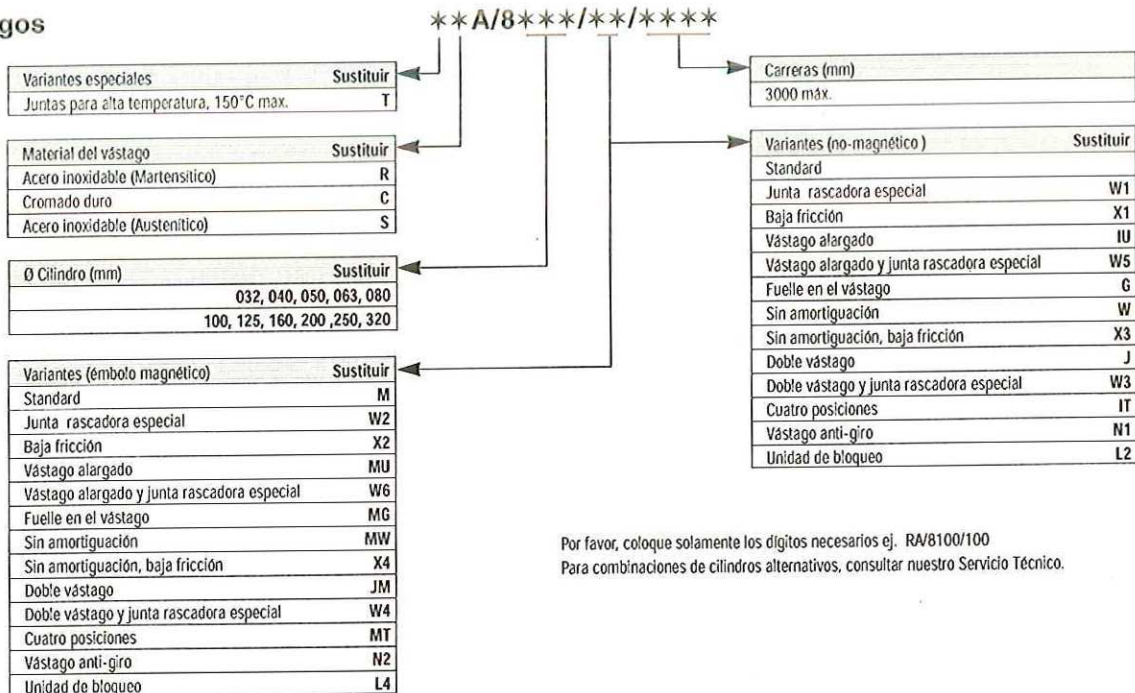 gos
**A/8***/**/****
Variantes especiales Sustituir
Juntas para alta temperatura, 150°C max. T
Material del vástago Sustituir
Acero inoxidable (Martensítico) R
Cromado duro C
Acero inoxidable (Austenítico) S
Ø Cilindro (mm) Sustituir
032, 040, 050, 063, 080
100, 125, 160, 200 ,250, 320
Variantes (émbolo magnético) Sustituir
Standard M
Junta rascadora especial W2
Baja fricción X2
Vástago alargado MU
Vástago alargado y junta rascadora especial W6
Fuelle en el vástago MG
Sin amortiguación MW
Sin amortiguación, baja fricción X4
Doble vástago JM
Doble vástago y junta rascadora especial W4
Cuatro posiciones MT
Vástago anti-giro N2
Unidad de bloqueo L4
Carreras (mm)
3000 máx.
Variantes (no-magnético ) Sustituir
Standard
Junta rascadora especial W1
Baja fricción X1
Vástago alargado IU
Vástago alargado y junta rascadora especial W5
Fuelle en el vástago G
Sin amortiguación W
Sin amortiguación, baja fricción X3
Doble vástago J
Doble vástago y junta rascadora especial W3
Cuatro posiciones IT
Vástago anti-giro N1
Unidad de bloqueo L2
Por favor, coloque solamente los dígitos necesarios ej. RA/8100/100
Para combinaciones de cilindros alternativos, consultar nuestro Servicio Técnico.